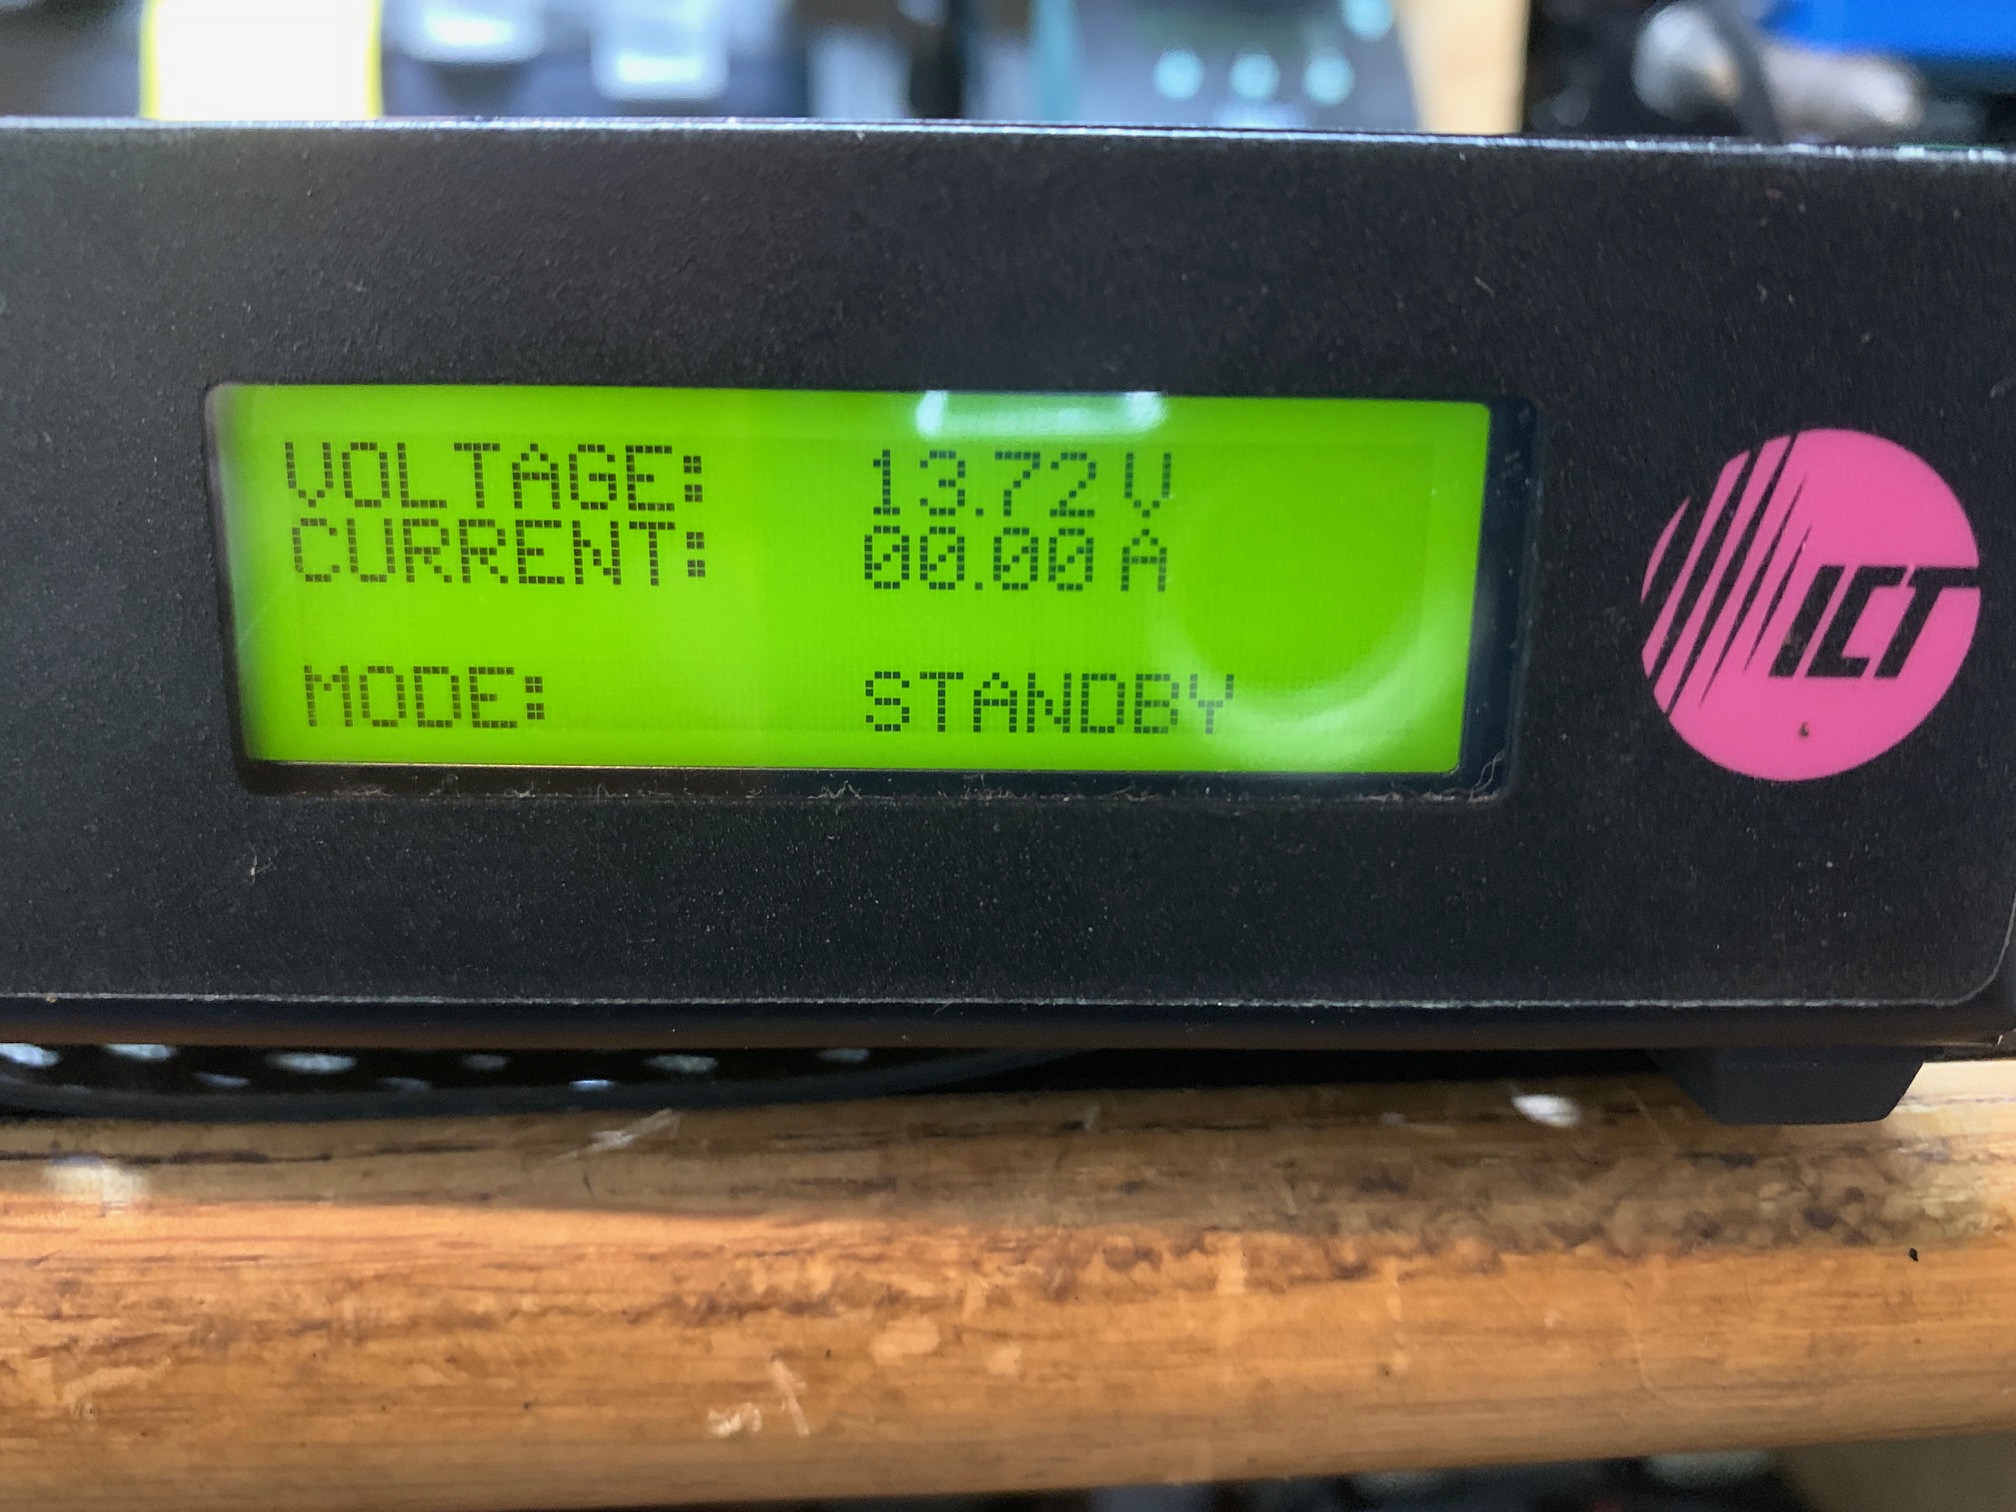 VOLTAGE: 13.72 V
CURRENT: 00.00 A
MODE: STANDBY
ICT